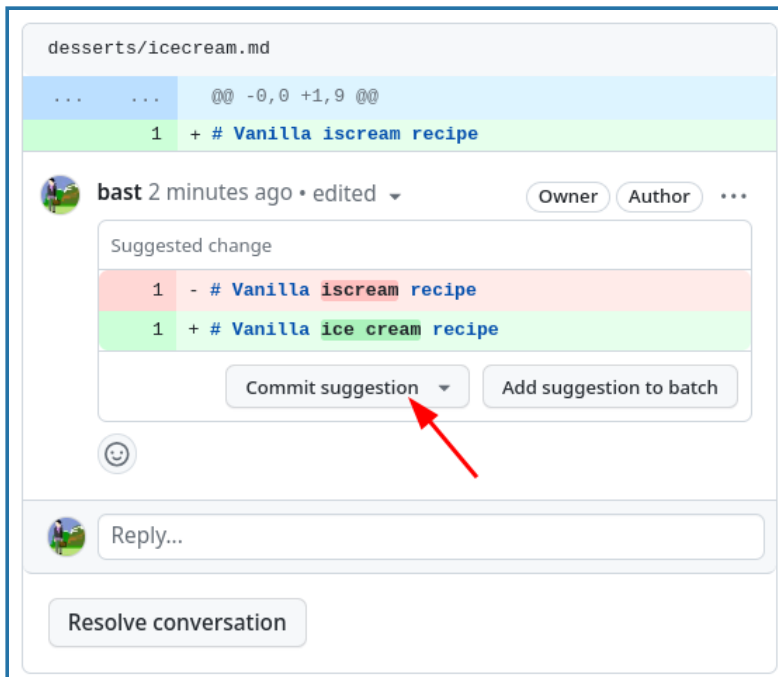 desserts/icecream.md
... ... @@ -0,0 +1,9 @@
1 + # Vanilla iscream recipe
bast 2 minutes ago • edited Owner Author ...
Suggested change
1 - # Vanilla iscream recipe
1 + # Vanilla ice cream recipe
Commit suggestion Add suggestion to batch
Reply...
Resolve conversation